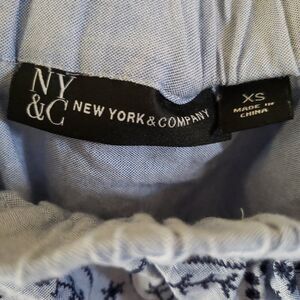 NY
&C NEW YORK & COMPANY
XS
MADE IN
CHINA